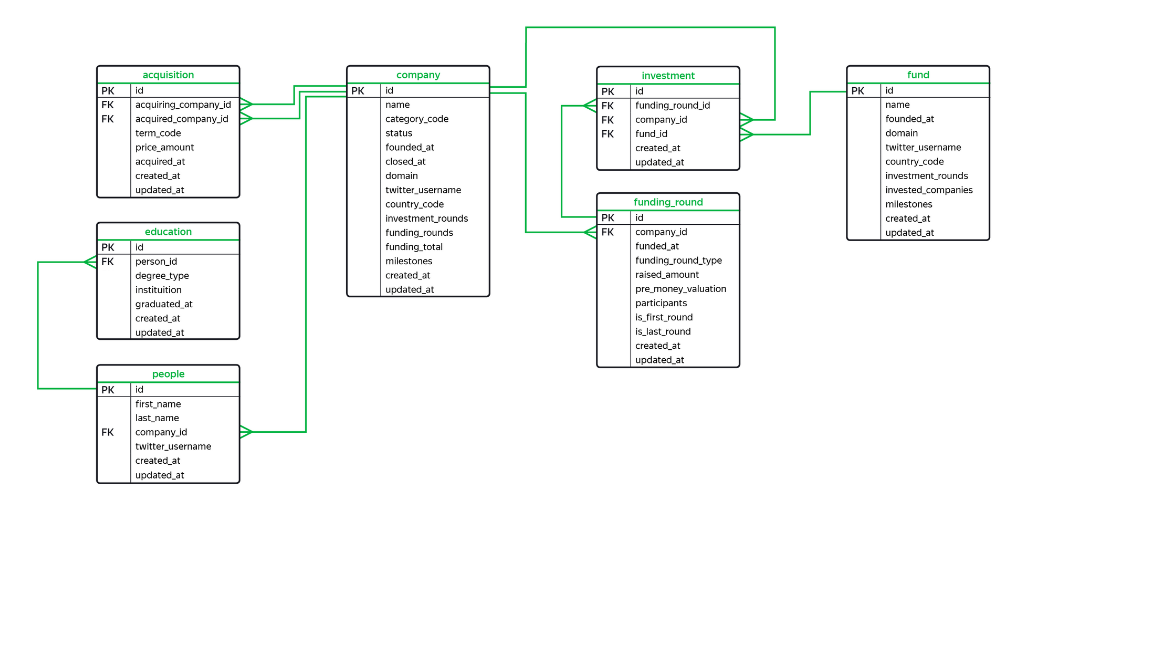 acquisition
PK id
FK acquiring_company_id
FK acquired_company_id
term_code
price_amount
acquired_at
created_at
updated_at
education
PK id
FK person_id
degree_type
instituition
graduated_at
created_at
updated_at
people
PK id
first_name
last_name
FK company_id
twitter_username
created_at
updated_at
company
PK id
name
category_code
status
founded_at
closed_at
domain
twitter_username
country_code
investment_rounds
funding_rounds
funding_total
milestones
created_at
updated_at
investment
PK id
FK funding_round_id
FK company_id
FK fund_id
created_at
updated_at
funding_round
PK id
FK company_id
funded_at
funding_round_type
raised_amount
pre_money_valuation
participants
is_first_round
is_last_round
created_at
updated_at
fund
PK id
name
founded_at
domain
twitter_username
country_code
investment_rounds
invested_companies
milestones
created_at
updated_at